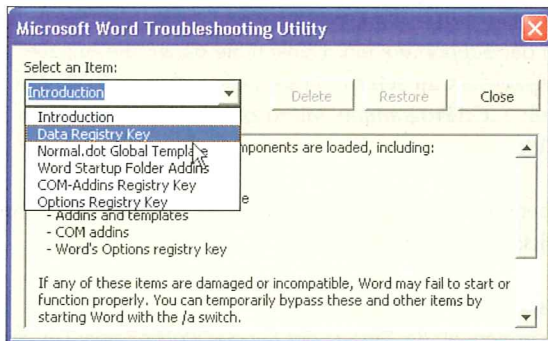 Microsoft Word Troubleshooting Utility
Select an Item:
Introduction
Delete
Restore
Close
Introduction
Data Registry Key
Normal.dot Global Template
Word Startup Folder Addins
COM-Addins Registry Key
Options Registry Key
are loaded, including:
- Addins and templates
- COM addins
- Word's Options registry key
If any of these items are damaged or incompatible, Word may fail to start or
function properly. You can temporarily bypass these and other items by
starting Word with the /a switch.